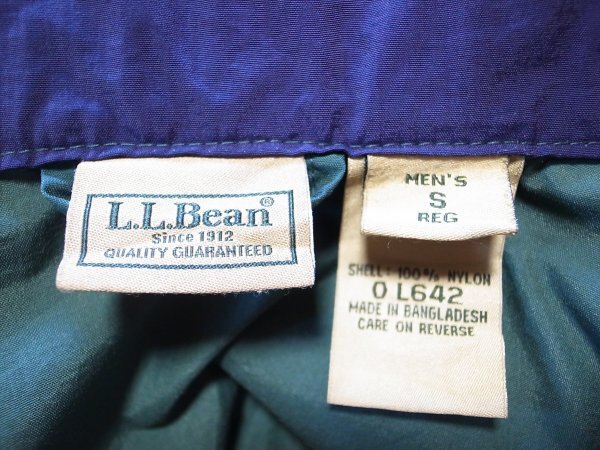 L.L.Bean®
Since 1912
QUALITY GUARANTEED
MEN'S
S
REG
SHELL: 100% NYLON
0 L642
MADE IN BANGLADESH
CARE ON REVERSE